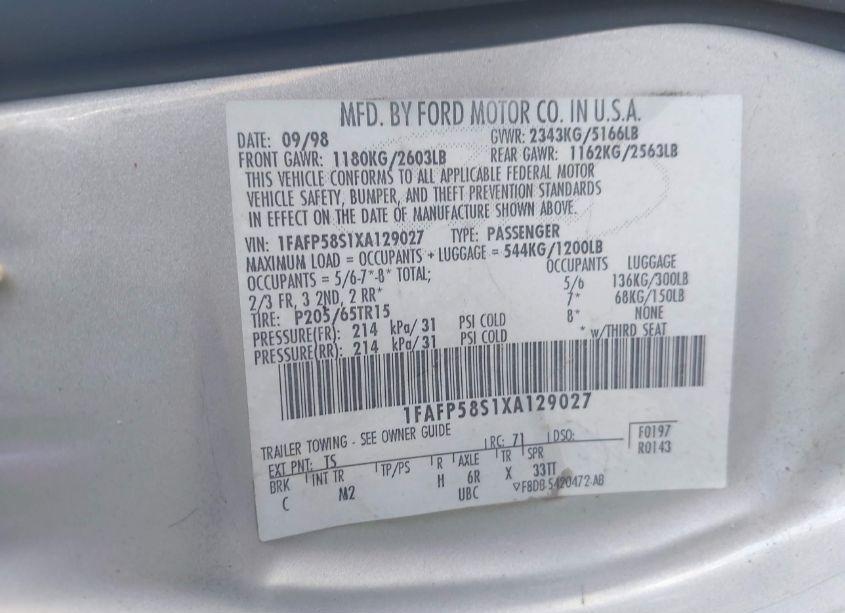 MFD. BY FORD MOTOR CO. IN U.S.A.
DATE: 09/98 GVWR: 2343KG/5166LB
FRONT GAWR: 1180KG/2603LB REAR GAWR: 1162KG/2563LB
THIS VEHICLE CONFORMS TO ALL APPLICABLE FEDERAL MOTOR
VEHICLE SAFETY, BUMPER, AND THEFT PREVENTION STANDARDS
IN EFFECT ON THE DATE OF MANUFACTURE SHOWN ABOVE.
VIN: 1FAFP58S1XA129027 TYPE: PASSENGER
MAXIMUM LOAD = OCCUPANTS + LUGGAGE = 544KG/1200LB
OCCUPANTS = 5/6-7*-8* TOTAL; OCCUPANTS LUGGAGE
2/3 FR, 3 2ND, 2 RR* 5/6 136KG/300LB
TIRE: P205/65TR15 7* 68KG/150LB
PRESSURE(FR): 214 kPa/31 PSI COLD 8* NONE
PRESSURE(RR): 214 kPa/31 PSI COLD * w/THIRD SEAT
1FAFP58S1XA129027
TRAILER TOWING - SEE OWNER GUIDE
EXT PNT: TS RC: 71 DSO: F0197
BRK INT TR TP/PS R AXLE TR SPR R0143
C M2 H 6R X 33TT
UBC ▽F8DB-5420472-AB